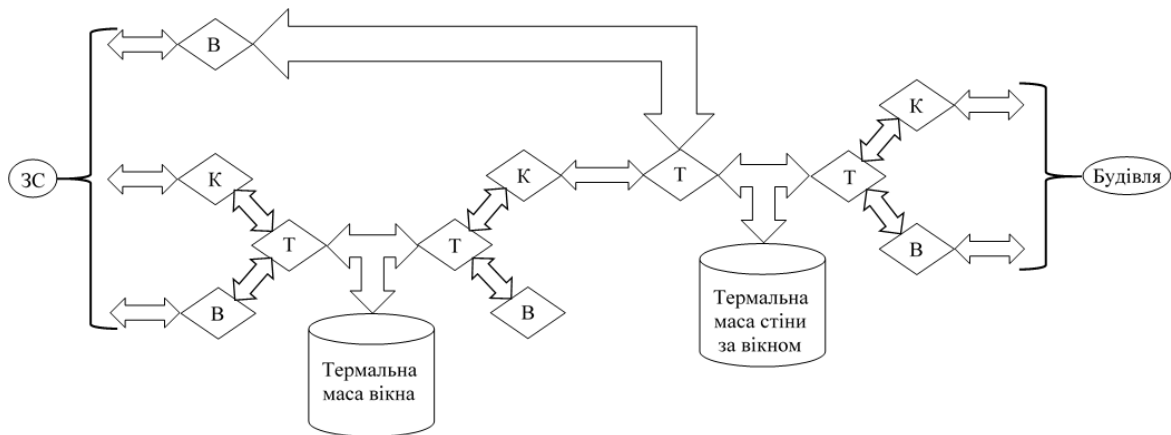 В
К
ЗС
К
К
Т
Т
Будівля
Т
Т
В
В
В
Термальна
маса стіни
за вікном
Термальна
маса вікна